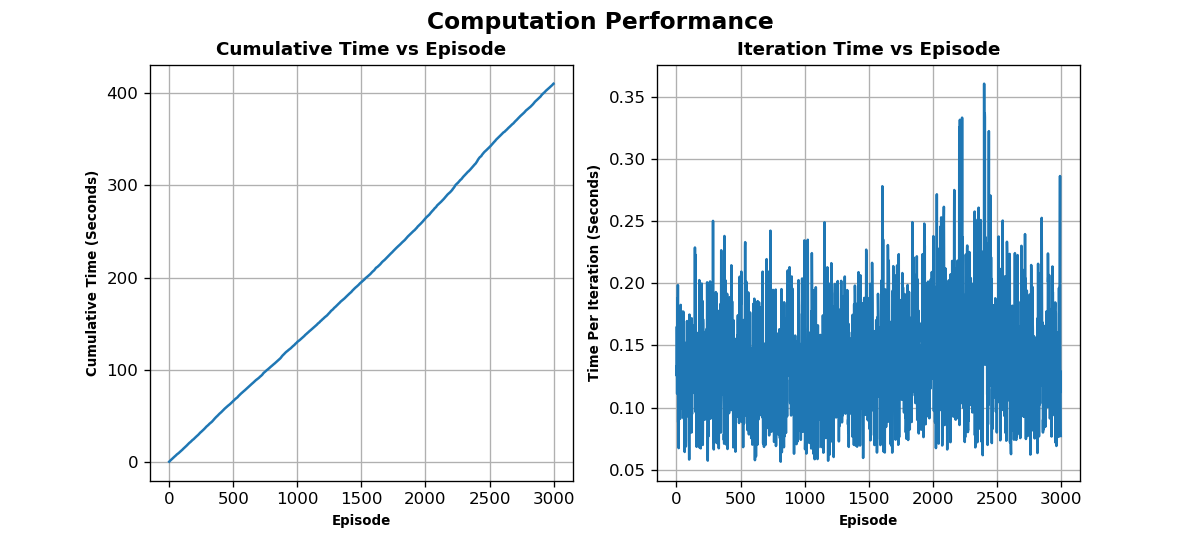 Computation Performance
Cumulative Time vs Episode
Cumulative Time (Seconds)
400
300
200
100
0
0 500 1000 1500 2000 2500 3000
Episode
Iteration Time vs Episode
Time Per Iteration (Seconds)
0.35
0.30
0.25
0.20
0.15
0.10
0.05
0 500 1000 1500 2000 2500 3000
Episode